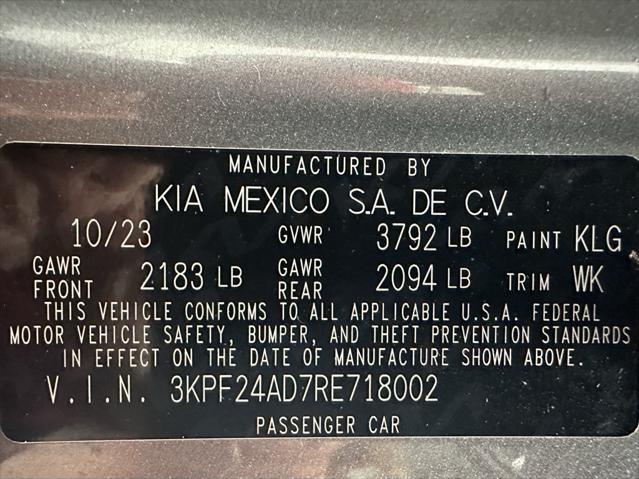 MANUFACTURED BY
KIA MEXICO S.A. DE C.V.
10/23 GVWR 3792 LB PAINT KLG
GAWR FRONT 2183 LB GAWR REAR 2094 LB TRIM WK
THIS VEHICLE CONFORMS TO ALL APPLICABLE U.S.A. FEDERAL
MOTOR VEHICLE SAFETY, BUMPER, AND THEFT PREVENTION STANDARDS
IN EFFECT ON THE DATE OF MANUFACTURE SHOWN ABOVE.
V.I.N. 3KPF24AD7RE718002
PASSENGER CAR